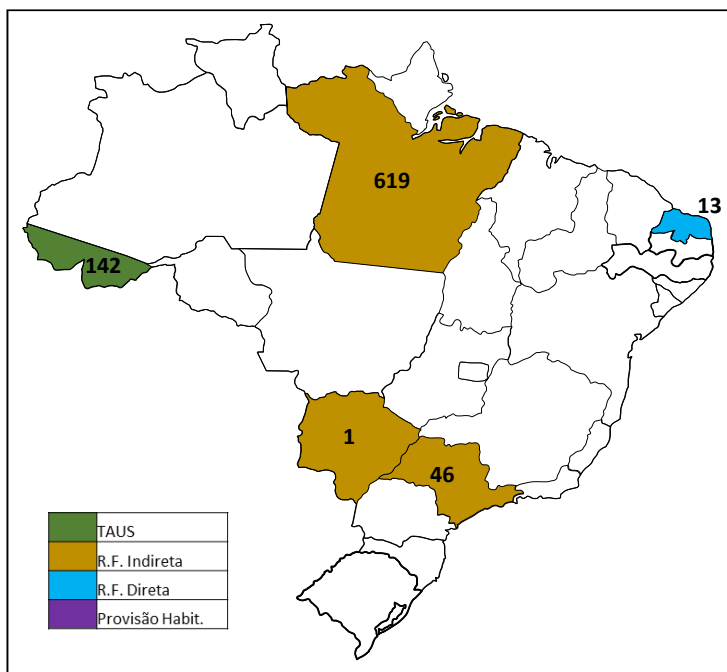 619
13
142
1
46
TAUS
R.F. Indireta
R.F. Direta
Provisão Habit.